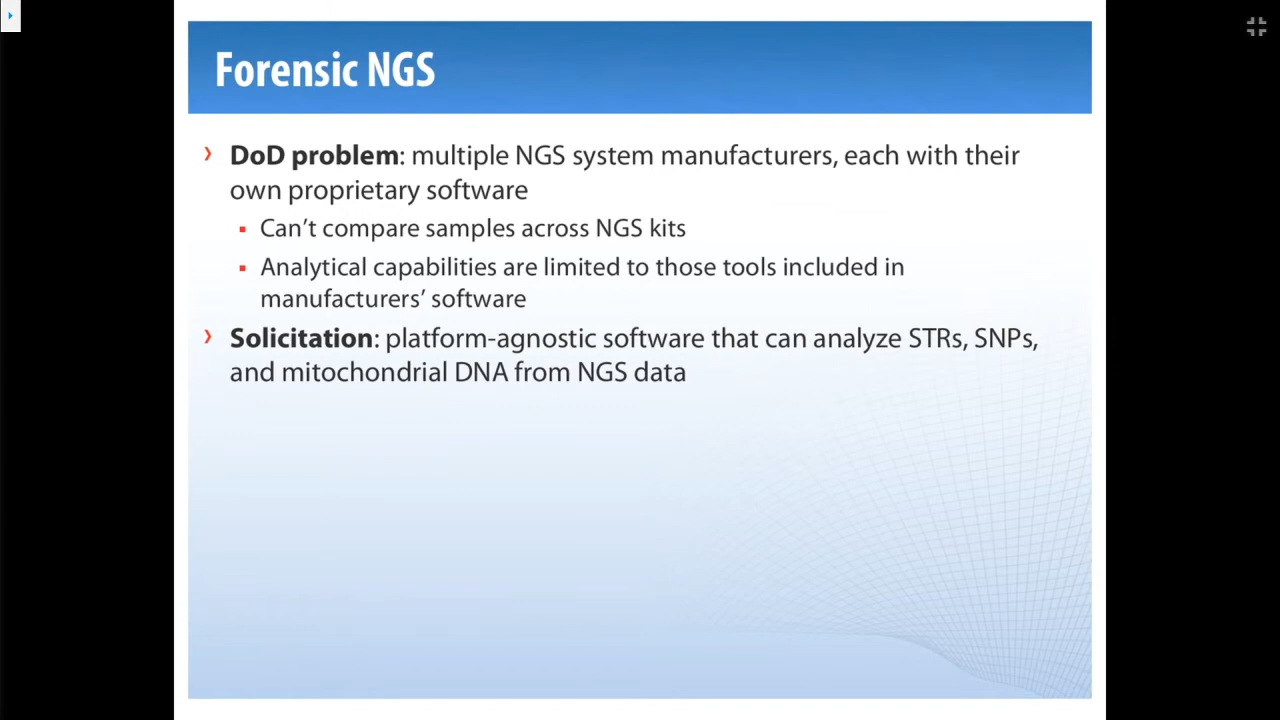 Forensic NGS
DoD problem: multiple NGS system manufacturers, each with their
own proprietary software
Can’t compare samples across NGS kits
Analytical capabilities are limited to those tools included in
manufacturers’ software
Solicitation: platform-agnostic software that can analyze STRs, SNPs,
and mitochondrial DNA from NGS data